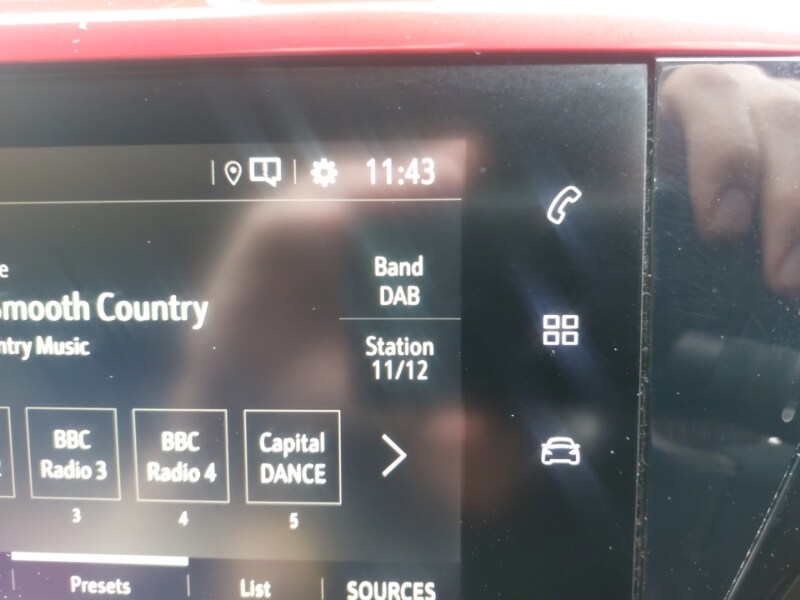 11:43
Band
DAB
Smooth Country
ntry Music
Station
11/12
BBC
Radio 3
BBC
Radio 4
Capital
DANCE
3
4
5
Presets
List
SOURCES